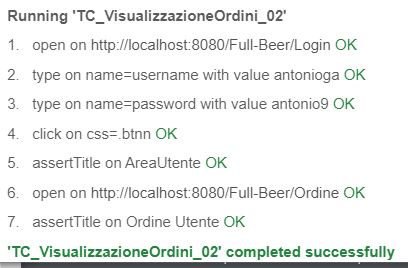 Running 'TC_VisualizzazioneOrdini_02'
1. open on http://localhost:8080/Full-Beer/Login OK
2. type on name=username with value antonioga OK
3. type on name=password with value antonio9 OK
4. click on css=.btnn OK
5. assertTitle on AreaUtente OK
6. open on http://localhost:8080/Full-Beer/Ordine OK
7. assertTitle on Ordine Utente OK
'TC_VisualizzazioneOrdini_02' completed successfully